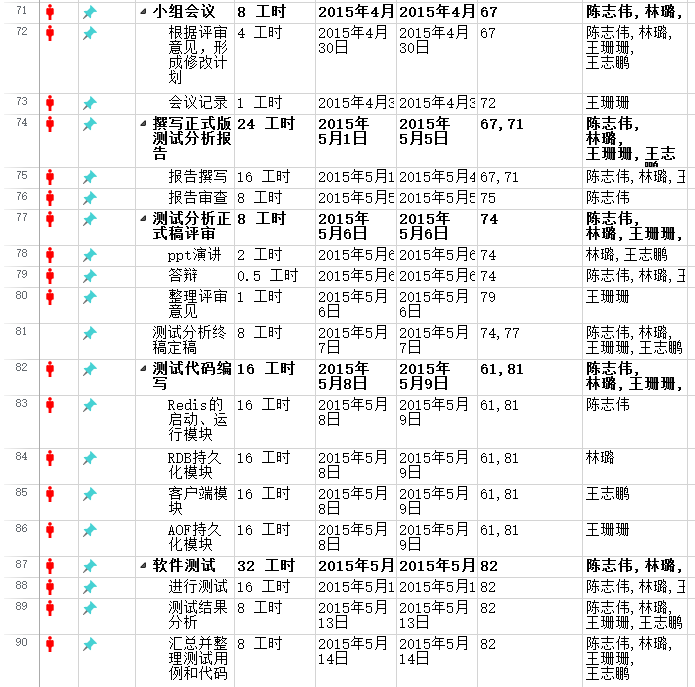 71 小组会议 8 工时 2015年4月 2015年4月 67 陈志伟, 林璐,
72 根据评审 4 工时 2015年4月 2015年4月 67 陈志伟, 林璐,
意见，形 30日 30日 王珊珊,
成修改计 王志鹏
划
73 会议记录 1 工时 2015年4月3 2015年4月3 72 王珊珊
74 撰写正式版 24 工时 2015年 2015年 67, 71 陈志伟,
测试分析报 5月1日 5月5日 林璐,
告 王珊珊, 王志
鹏
75 报告撰写 16 工时 2015年5月1 2015年5月4 67, 71 陈志伟, 林璐, 王
76 报告审查 8 工时 2015年5月5 2015年5月5 75 陈志伟
77 测试分析正 8 工时 2015年 2015年 74 陈志伟,
式稿评审 5月6日 5月6日 林璐, 王珊珊,
78 ppt演讲 2 工时 2015年5月6 2015年5月6 74 林璐, 王志鹏
79 答辩 0.5 工时 2015年5月6 2015年5月6 74 陈志伟, 林璐, 王
80 整理评审 1 工时 2015年5月 2015年5月 79 王珊珊
意见 6日 6日
81 测试分析终 8 工时 2015年5月 2015年5月 74, 77 陈志伟, 林璐,
稿定稿 7日 7日 王珊珊, 王志鹏
82 测试代码编 16 工时 2015年 2015年 61, 81 陈志伟,
写 5月8日 5月9日 林璐, 王珊珊,
83 Redis的 16 工时 2015年5月 2015年5月 61, 81 陈志伟
启动、运 8日 9日
行模块
84 RDB持久 16 工时 2015年5月 2015年5月 61, 81 林璐
化模块 8日 9日
85 客户端模 16 工时 2015年5月 2015年5月 61, 81 王志鹏
块 8日 9日
86 AOF持久 16 工时 2015年5月 2015年5月 61, 81 王珊珊
化模块 8日 9日
87 软件测试 32 工时 2015年5月 2015年5月 82 陈志伟, 林璐,
88 进行测试 16 工时 2015年5月1 2015年5月1 82 陈志伟, 林璐, 王
89 测试结果 8 工时 2015年5月 2015年5月 82 陈志伟, 林璐,
分析 13日 13日 王珊珊, 王志鹏
90 汇总并整 8 工时 2015年5月 2015年5月 82 陈志伟, 林璐,
理测试用 14日 14日 王珊珊,
例和代码 王志鹏